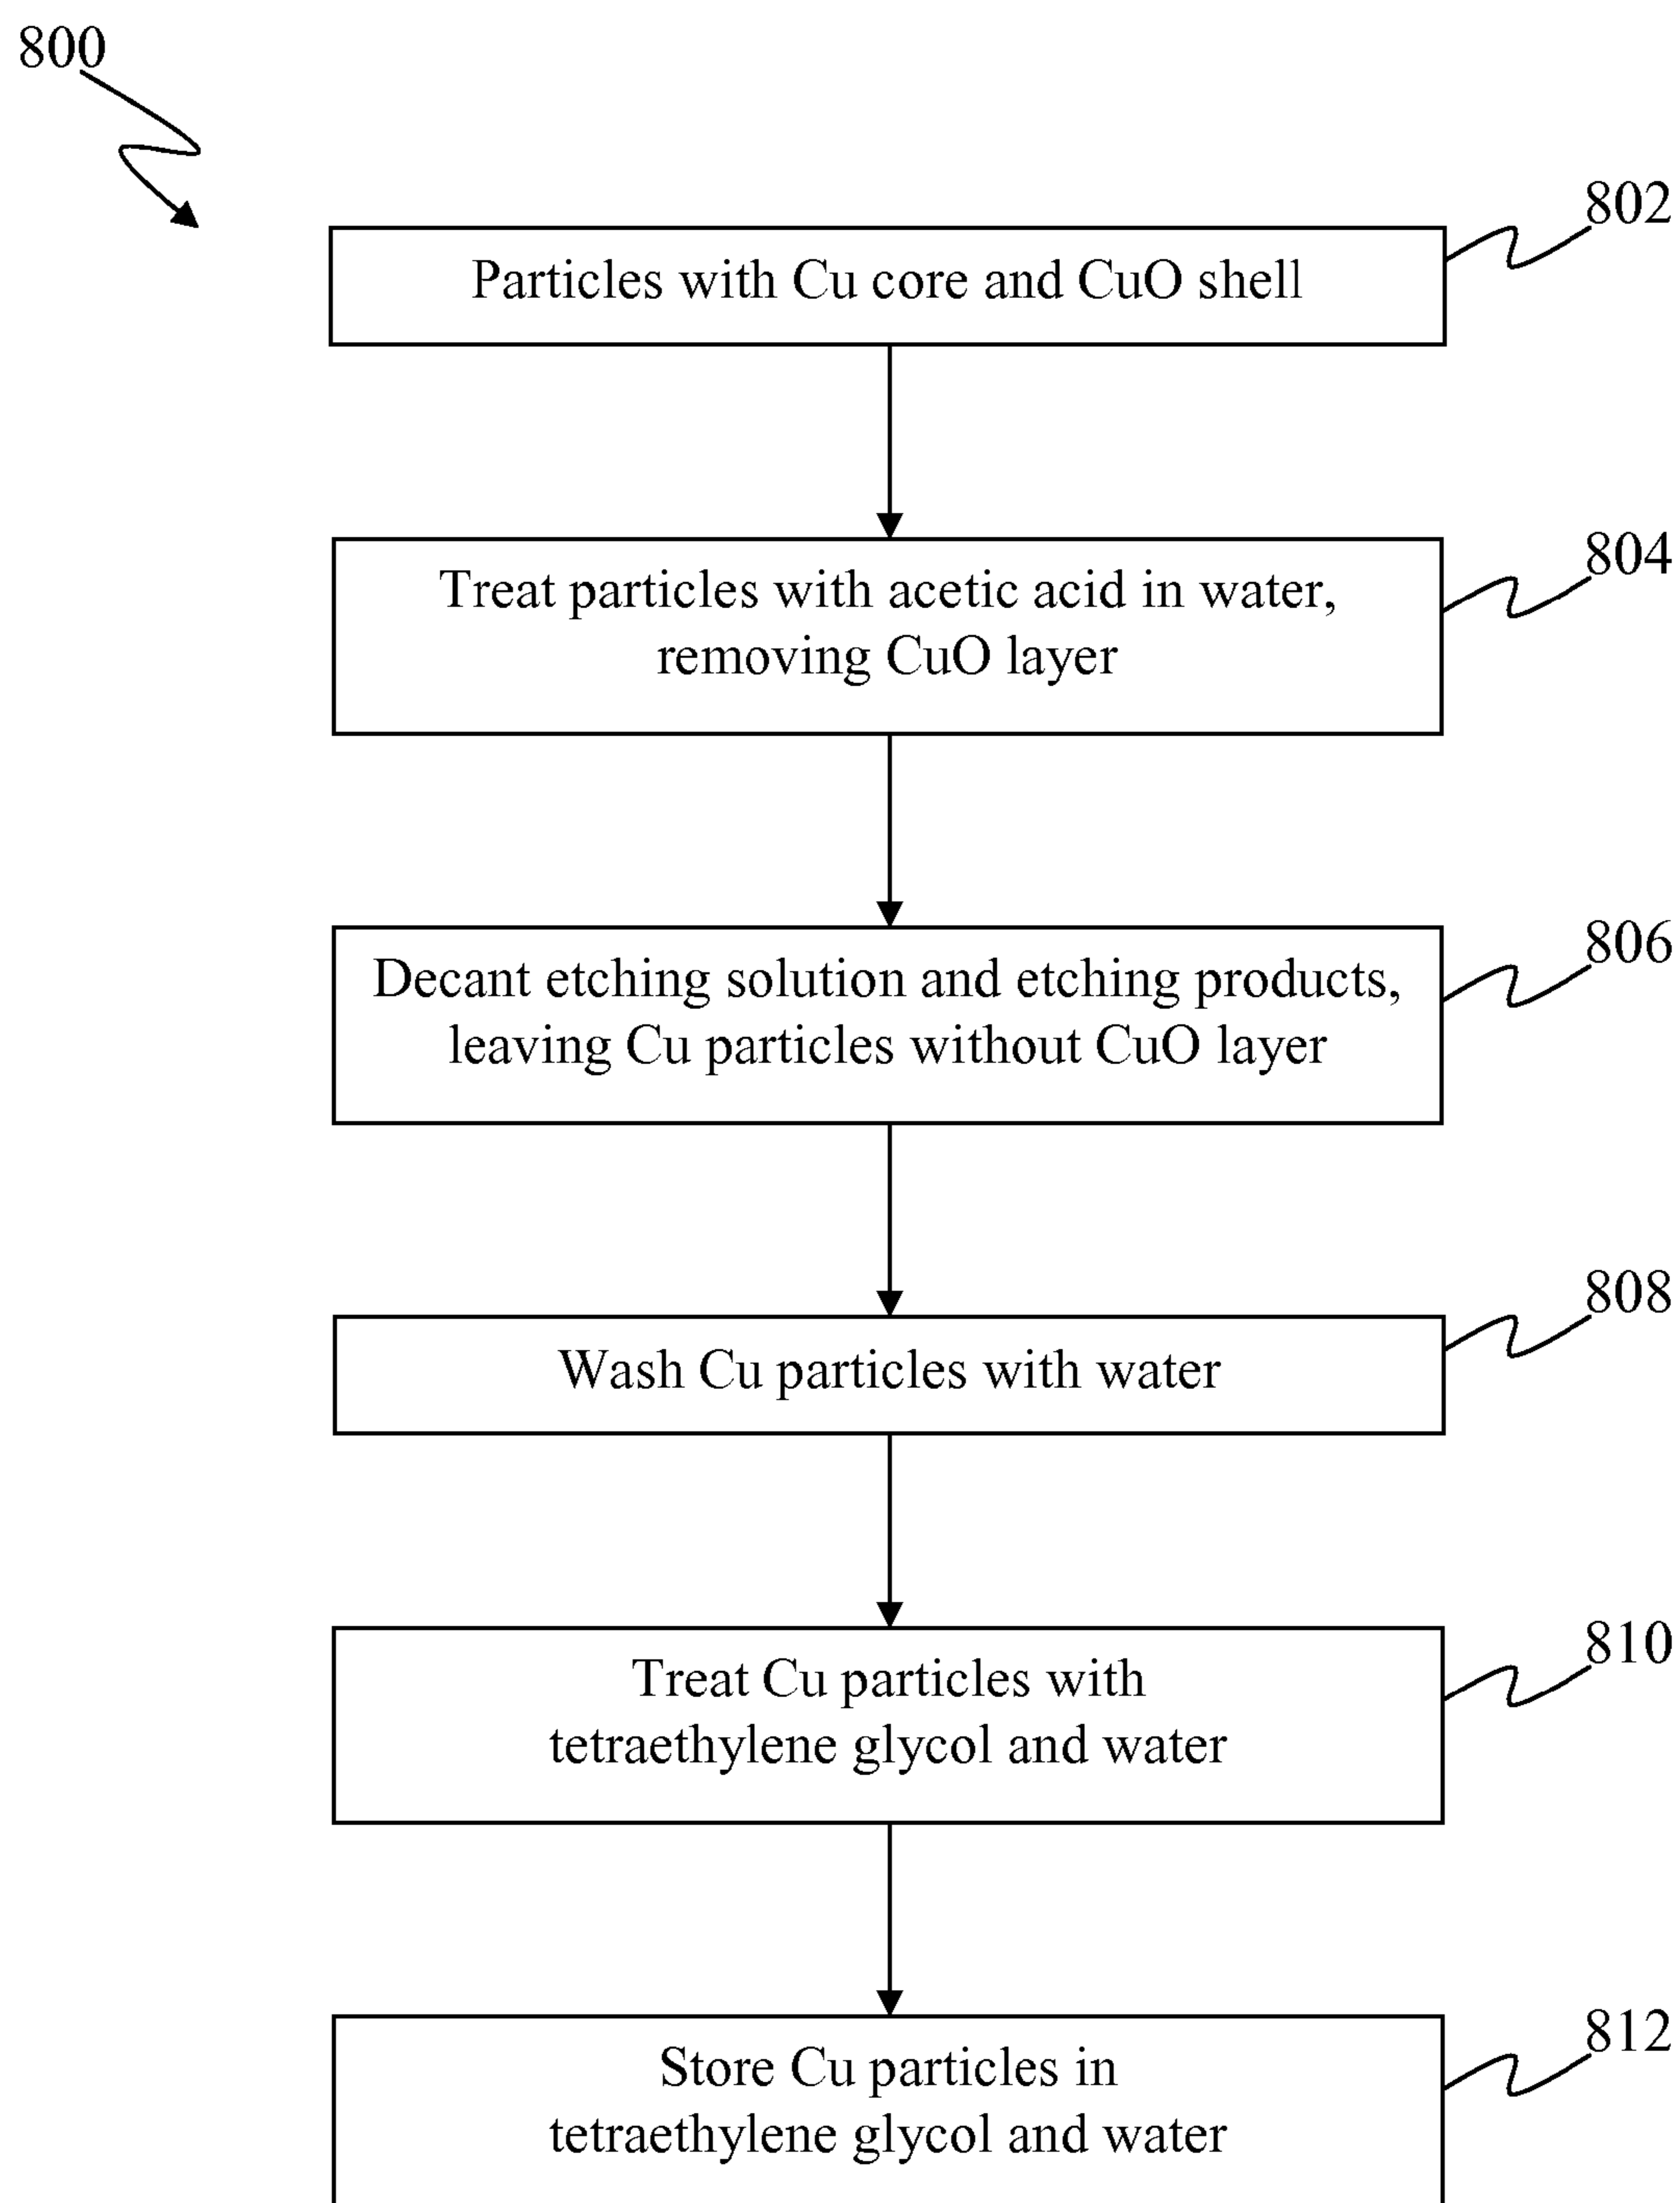 800
802
Particles with Cu core and CuO shell
804
Treat particles with acetic acid in water,
removing CuO layer
806
Decant etching solution and etching products,
leaving Cu particles without CuO layer
808
Wash Cu particles with water
810
Treat Cu particles with
tetraethylene glycol and water
812
Store Cu particles in
tetraethylene glycol and water